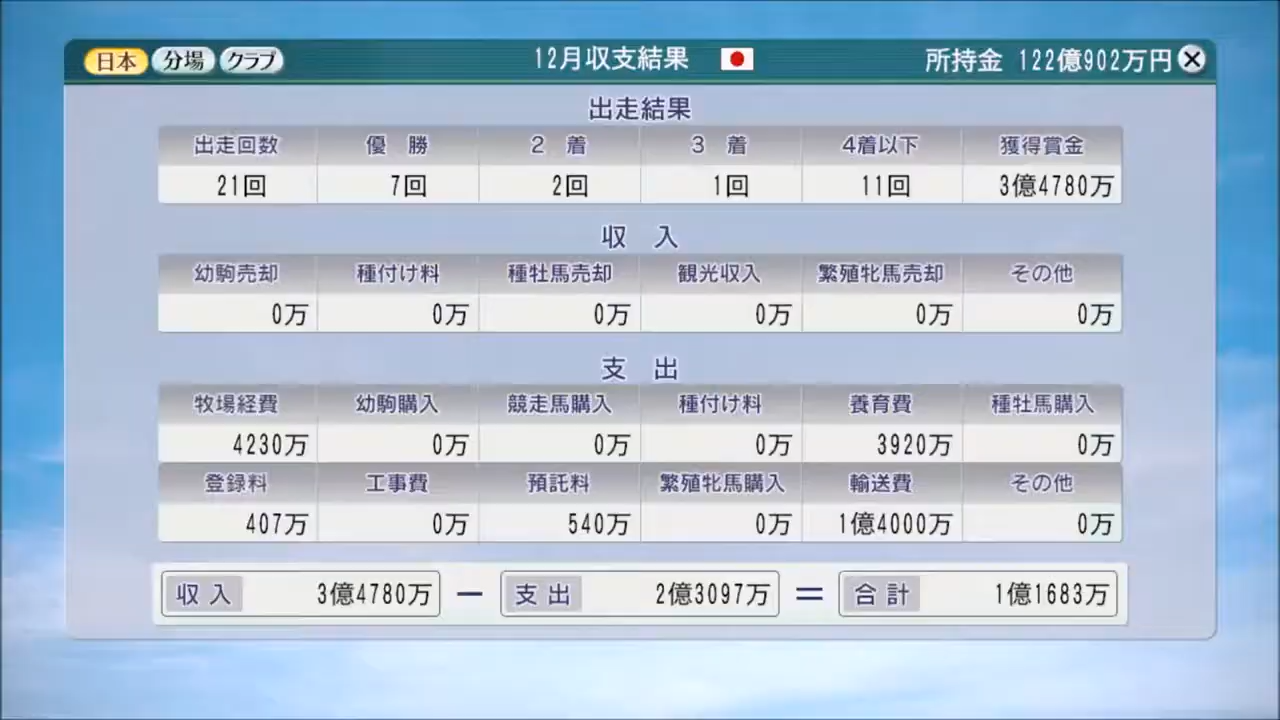 日本 分場 クラブ 12月収支結果 所持金 122億902万円
出走結果
出走回数 優勝 2着 3着 4着以下 獲得賞金
21回 7回 2回 1回 11回 3億4780万
収入
幼駒売却 種付け料 種牡馬売却 観光収入 繁殖牝馬売却 その他
0万 0万 0万 0万 0万 0万
支出
牧場経費 幼駒購入 競走馬購入 種付け料 養育費 種牡馬購入
4230万 0万 0万 0万 3920万 0万
登録料 工事費 預託料 繁殖牝馬購入 輸送費 その他
407万 0万 540万 0万 1億4000万 0万
収入 3億4780万 - 支出 2億3097万 = 合計 1億1683万